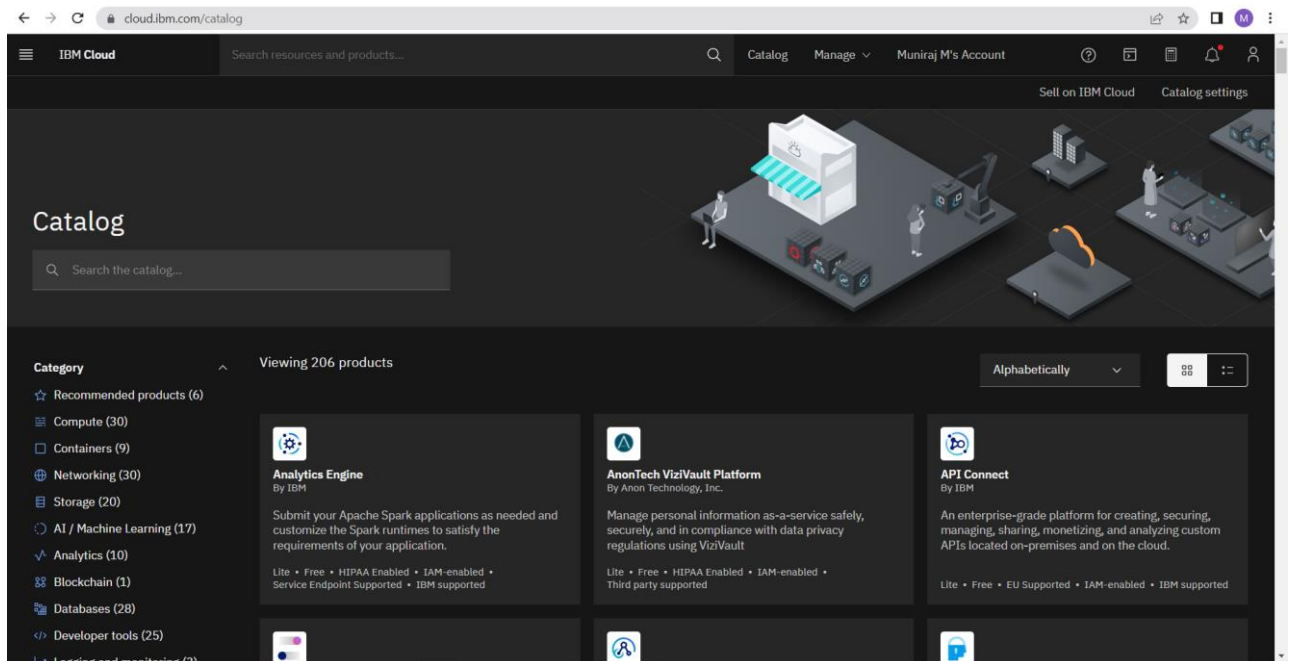 cloud.ibm.com/catalog
M
IBM Cloud
Search resources and products...
Catalog
Manage
Muniraj M's Account
Sell on IBM Cloud
Catalog settings
Catalog
Search the catalog...
Category
Recommended products (6)
Compute (30)
Containers (9)
Networking (30)
Storage (20)
AI / Machine Learning (17)
Analytics (10)
Blockchain (1)
Databases (28)
Developer tools (25)
Logging and monitoring (3)
Viewing 206 products
Alphabetically
Analytics Engine
By IBM
Submit your Apache Spark applications as needed and
customize the Spark runtimes to satisfy the
requirements of your application.
Lite • Free • HIPAA Enabled • IAM-enabled •
Service Endpoint Supported • IBM supported
AnonTech ViziVault Platform
By Anon Technology, Inc.
Manage personal information as-a-service safely,
securely, and in compliance with data privacy
regulations using ViziVault
Lite • Free • HIPAA Enabled • IAM-enabled •
Third party supported
API Connect
By IBM
An enterprise-grade platform for creating, securing,
managing, sharing, monetizing, and analyzing custom
APIs located on-premises and on the cloud.
Lite • Free • EU Supported • IAM-enabled • IBM supported